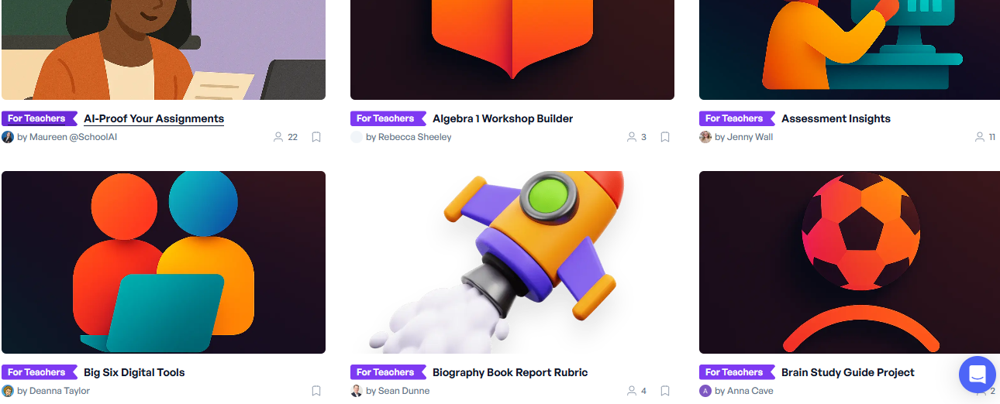 For Teachers AI-Proof Your Assignments
by Maureen @SchoolAI 22
For Teachers Algebra 1 Workshop Builder
by Rebecca Sheeley 3
For Teachers Assessment Insights
by Jenny Wall 11
For Teachers Big Six Digital Tools
by Deanna Taylor
For Teachers Biography Book Report Rubric
by Sean Dunne 4
For Teachers Brain Study Guide Project
A by Anna Cave 2